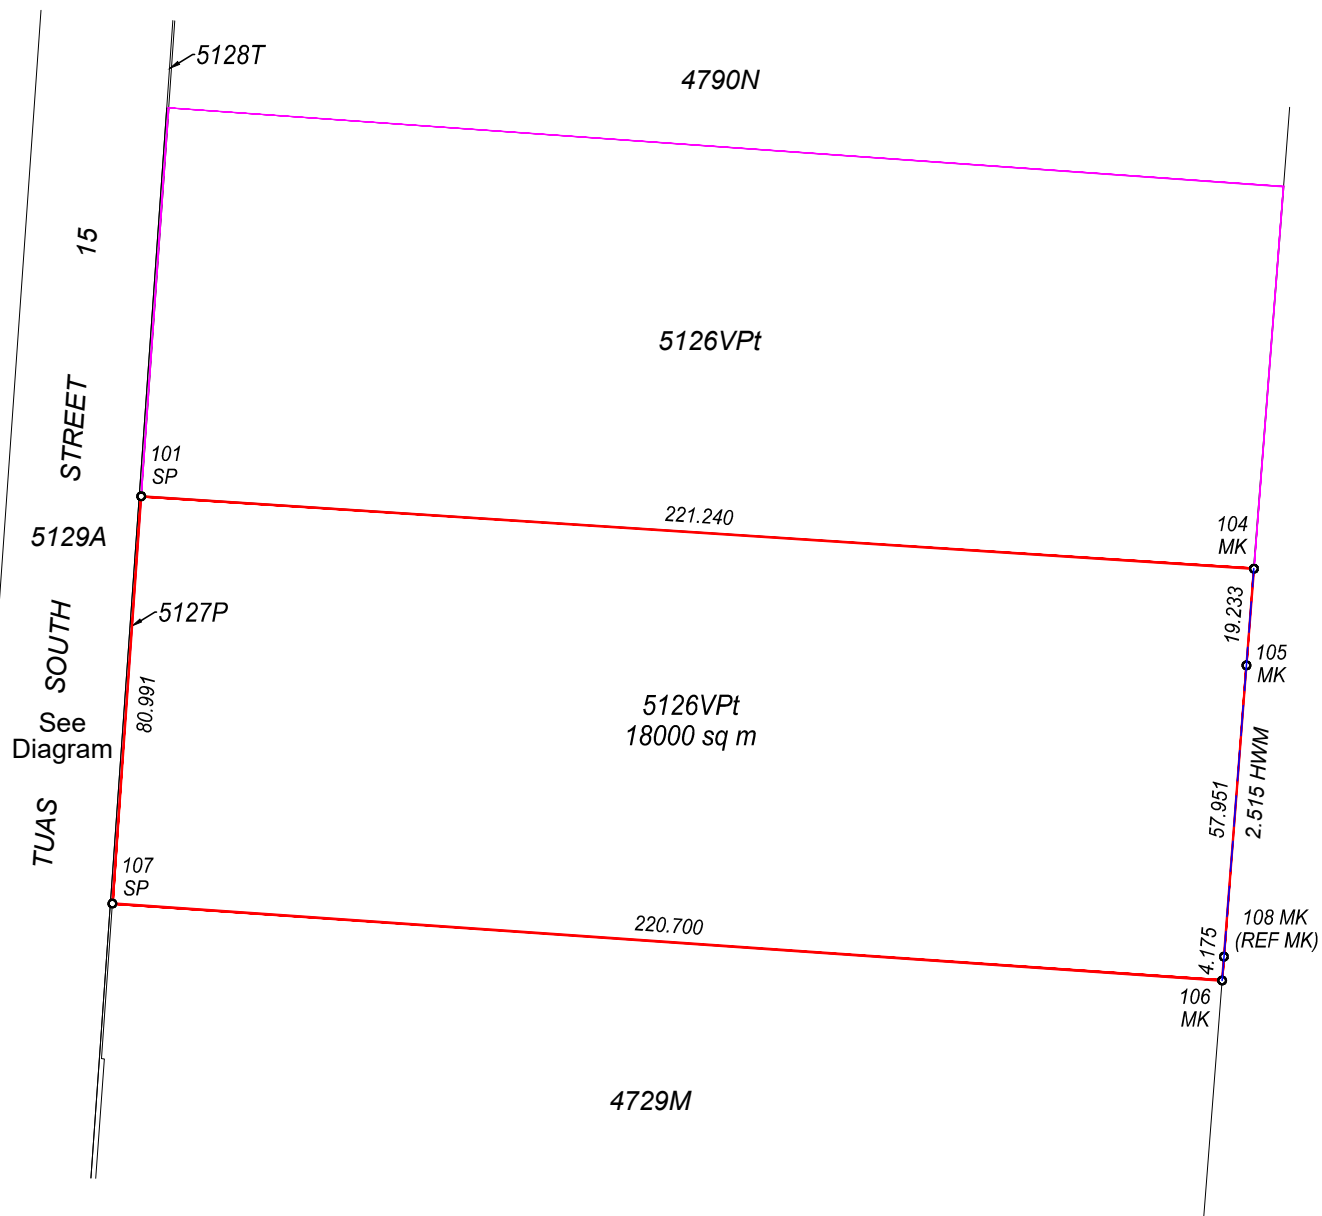 5128T
4790N
15
5126VPt
STREET
101
SP
221.240
104
MK
5129A
19.233
5127P
SOUTH
105
MK
80.991
5126VPt
18000 sq m
See
Diagram
57.951
2.515 HWM
TUAS
107
SP
220.700
4.175
108 MK
(REF MK)
106
MK
4729M